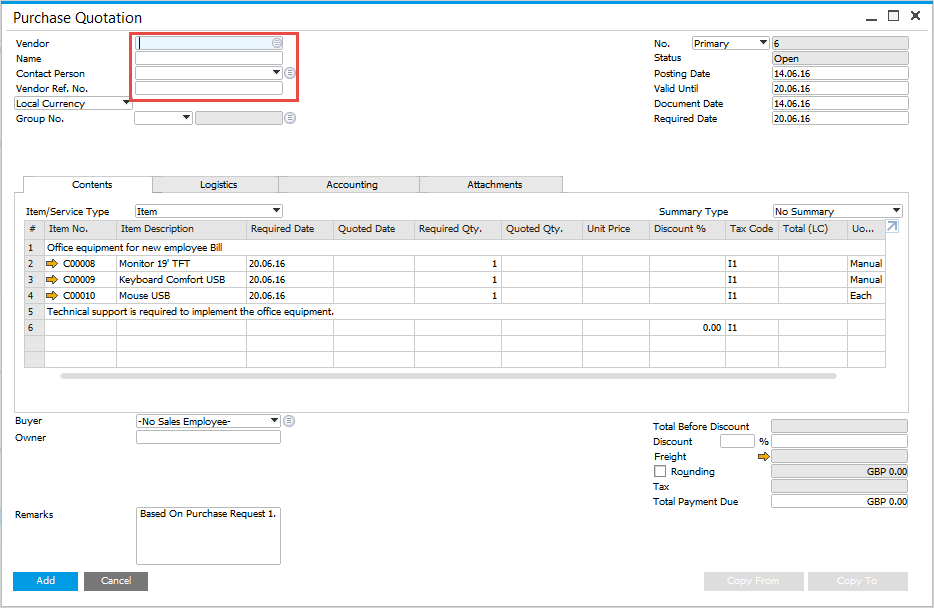 Purchase Quotation
Vendor
Name
Contact Person
Vendor Ref. No.
Local Currency
Group No.
No. Primary 6
Status Open
Posting Date 14.06.16
Valid Until 20.06.16
Document Date 14.06.16
Required Date 20.06.16
Contents Logistics Accounting Attachments
Item/Service Type Item Summary Type No Summary
# Item No. Item Description Required Date Quoted Date Required Qty. Quoted Qty. Unit Price Discount % Tax Code Total (LC) Uo...
1 Office equipment for new employee Bill
2 C00008 Monitor 19' TFT 20.06.16 1 I1 Manual
3 C00009 Keyboard Comfort USB 20.06.16 1 I1 Manual
4 C00010 Mouse USB 20.06.16 1 I1 Each
5 Technical support is required to implement the office equipment.
6 0.00 I1
Buyer -No Sales Employee-
Owner
Total Before Discount
Discount %
Freight
Rounding GBP 0.00
Tax
Total Payment Due GBP 0.00
Remarks Based On Purchase Request 1.
Add Cancel Copy From Copy To